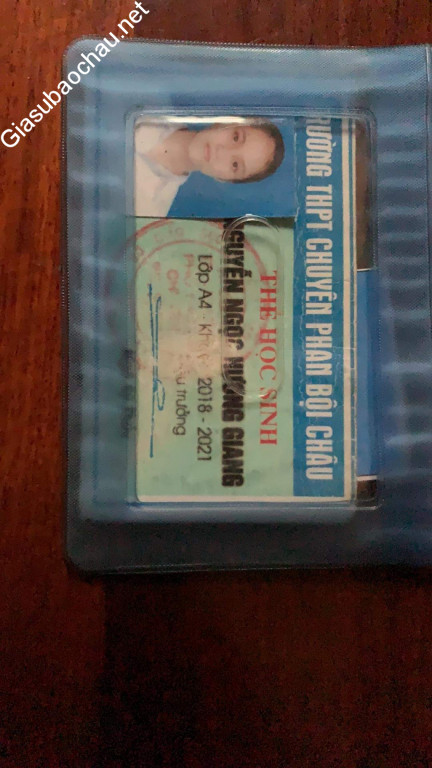 Giasubaochau.net
TRƯỜNG THPT CHUYÊN PHAN BỘI CHÂU
THẺ HỌC SINH
NGUYỄN NGỌC HƯƠNG GIANG
Lớp A4 - Khóa 2018 - 2021
Hiệu trưởng